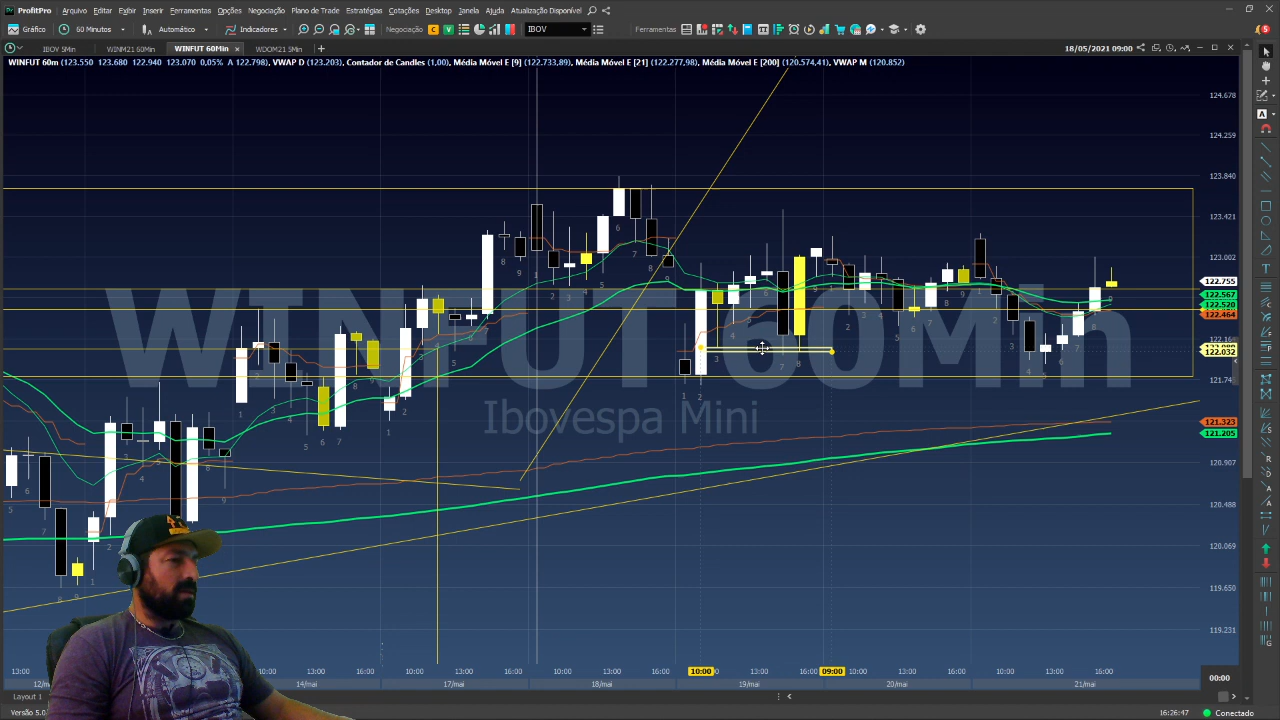 ProfitPro Arquivo Editar Exibir Inserir Ferramentas Opções Negociação Plano de Trade Estratégias Cotações Dados Janela Ajuda Atualização Disponível
Gráfico 60 Minutos Automático Indicadores Negociação C V IBOV Ferramentas
IBOV 5Min WINM21 60Min WINFUT 60Min WDOM21 5Min 18/05/2021 09:00
WINFUT 60m (123.550 123.680 122.940 123.070 0,05% A 122.798), VWAP D (123.203), Contador de Candles (1,00), Média Móvel E [9] (122.733,89), Média Móvel E [21] (122.277,98), Média Móvel E [200] (120.574,41), VWAP M (120.852)
WINFUT 60Min
Ibovespa Mini
124.678
124.259
123.840
123.421
123.002
122.755
122.567
122.520
122.464
122.032
121.323
121.205
120.907
120.488
120.069
119.650
119.231
13:00 10:00 13:00 16:00 10:00 13:00 16:00 10:00 13:00 16:00 10:00 13:00 16:00 09:00 10:00 13:00 16:00 10:00 13:00 16:00 00:00
14/mai 17/mai 18/mai 19/mai 20/mai 21/mai
Layout 1
Versão 5.0 16:26:47 Conectado